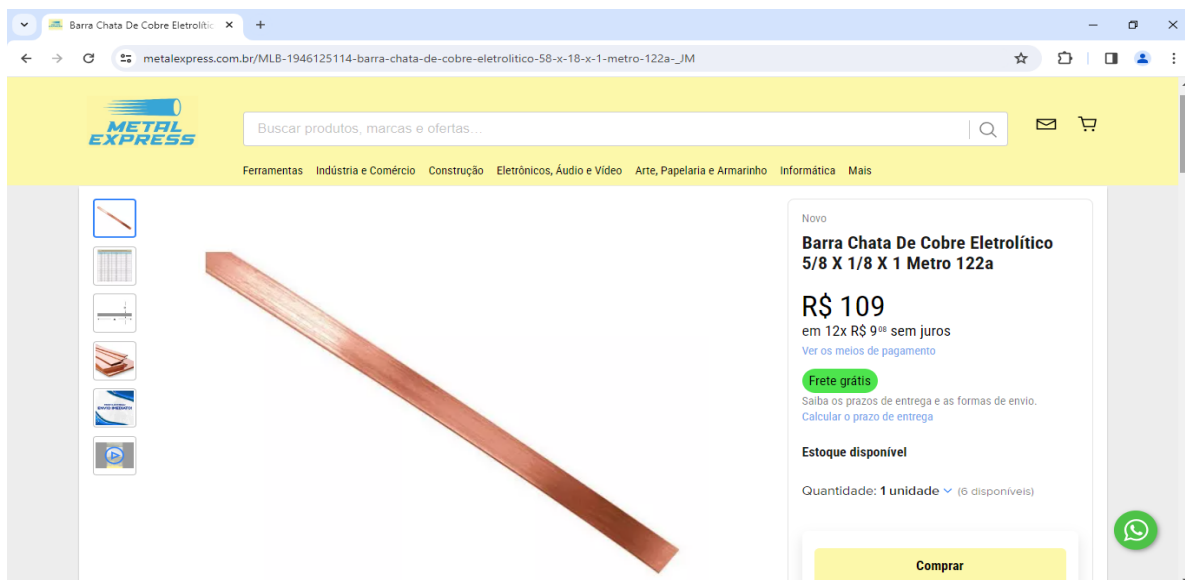 Barra Chata De Cobre Eletrolític
metalexpress.com.br/MLB-1946125114-barra-chata-de-cobre-eletrolitico-58-x-18-x-1-metro-122a-_JM
METAL
EXPRESS
Buscar produtos, marcas e ofertas...
Ferramentas Indústria e Comércio Construção Eletrônicos, Áudio e Vídeo Arte, Papelaria e Armarinho Informática Mais
Novo
Barra Chata De Cobre Eletrolítico
5/8 X 1/8 X 1 Metro 122a
R$ 109
em 12x R$ 9⁰⁸ sem juros
Ver os meios de pagamento
Frete grátis
Saiba os prazos de entrega e as formas de envio.
Calcular o prazo de entrega
Estoque disponível
Quantidade: 1 unidade (6 disponíveis)
Comprar